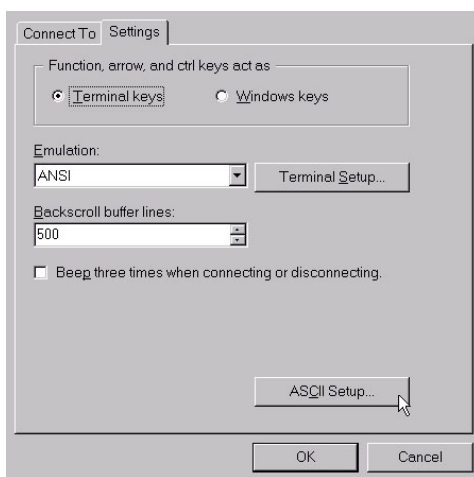 Connect To Settings
Function, arrow, and ctrl keys act as
Terminal keys Windows keys
Emulation:
ANSI Terminal Setup...
Backscroll buffer lines:
500
Beep three times when connecting or disconnecting.
ASCII Setup...
OK Cancel